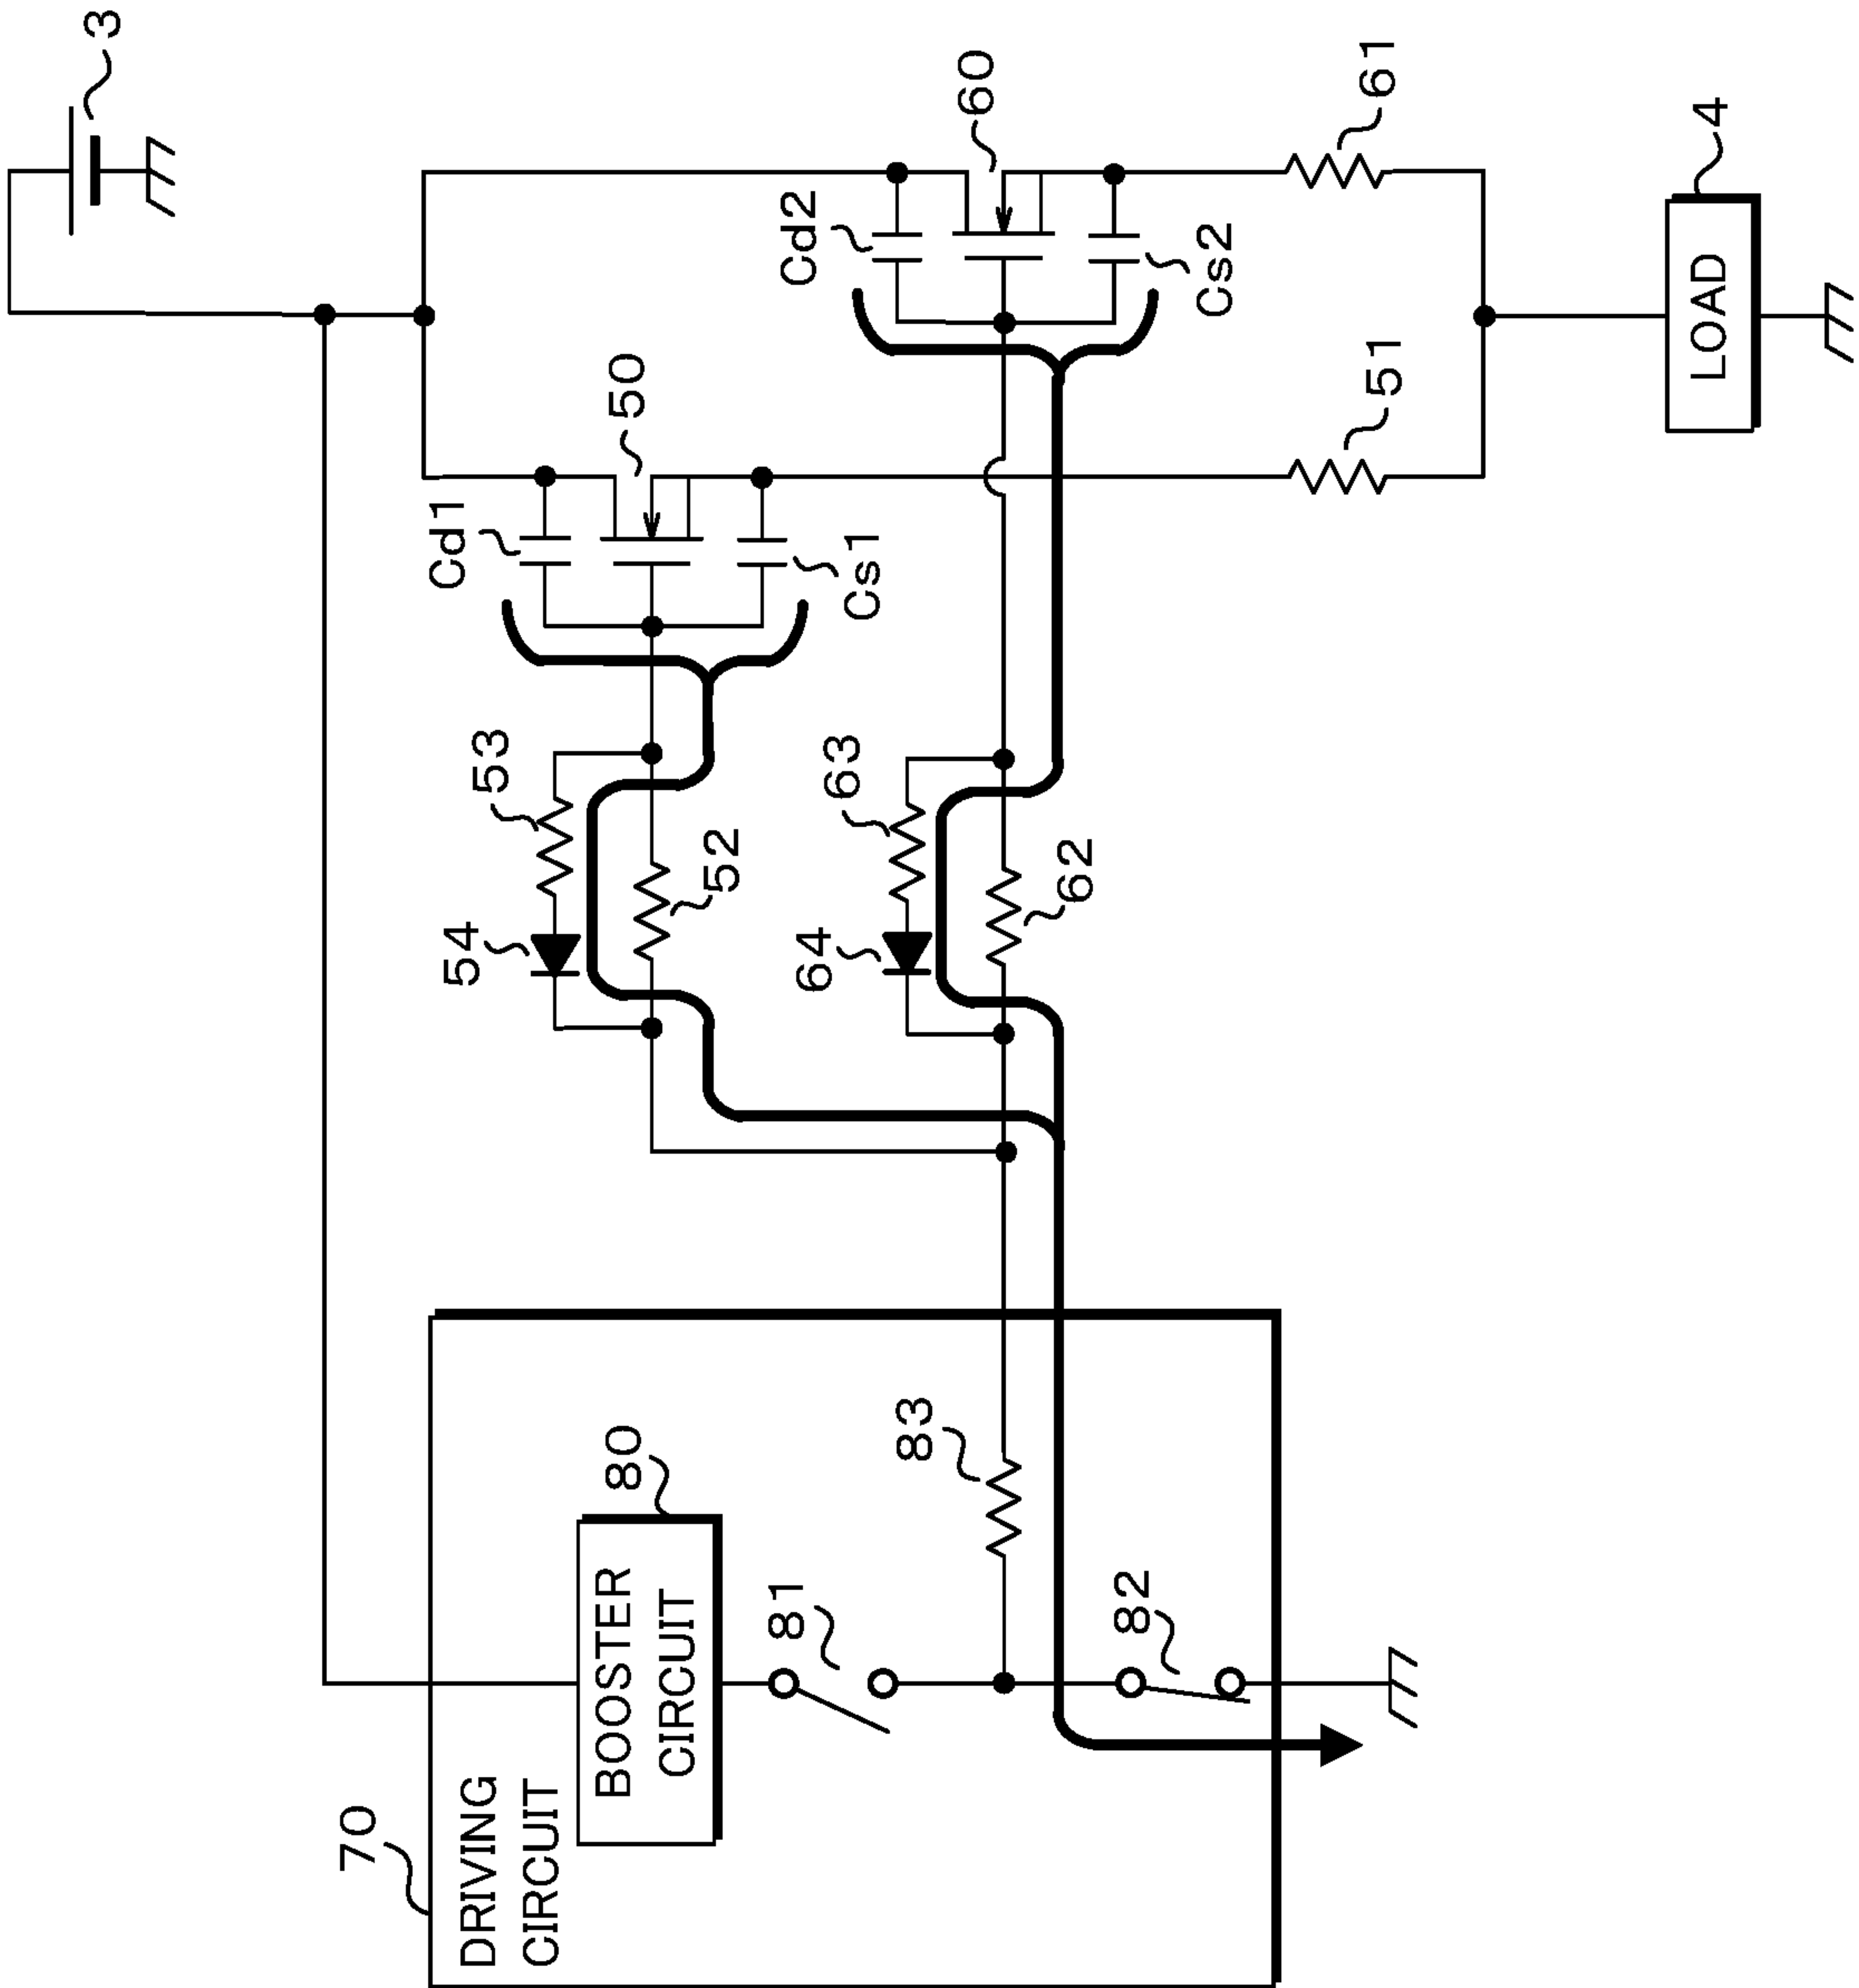 3
60
61
4
LOAD
Cd2
Cs2
50
51
Cd1
Cs1
53
52
54
63
62
64
83
80
BOOSTER
CIRCUIT
81
82
70
DRIVING
CIRCUIT